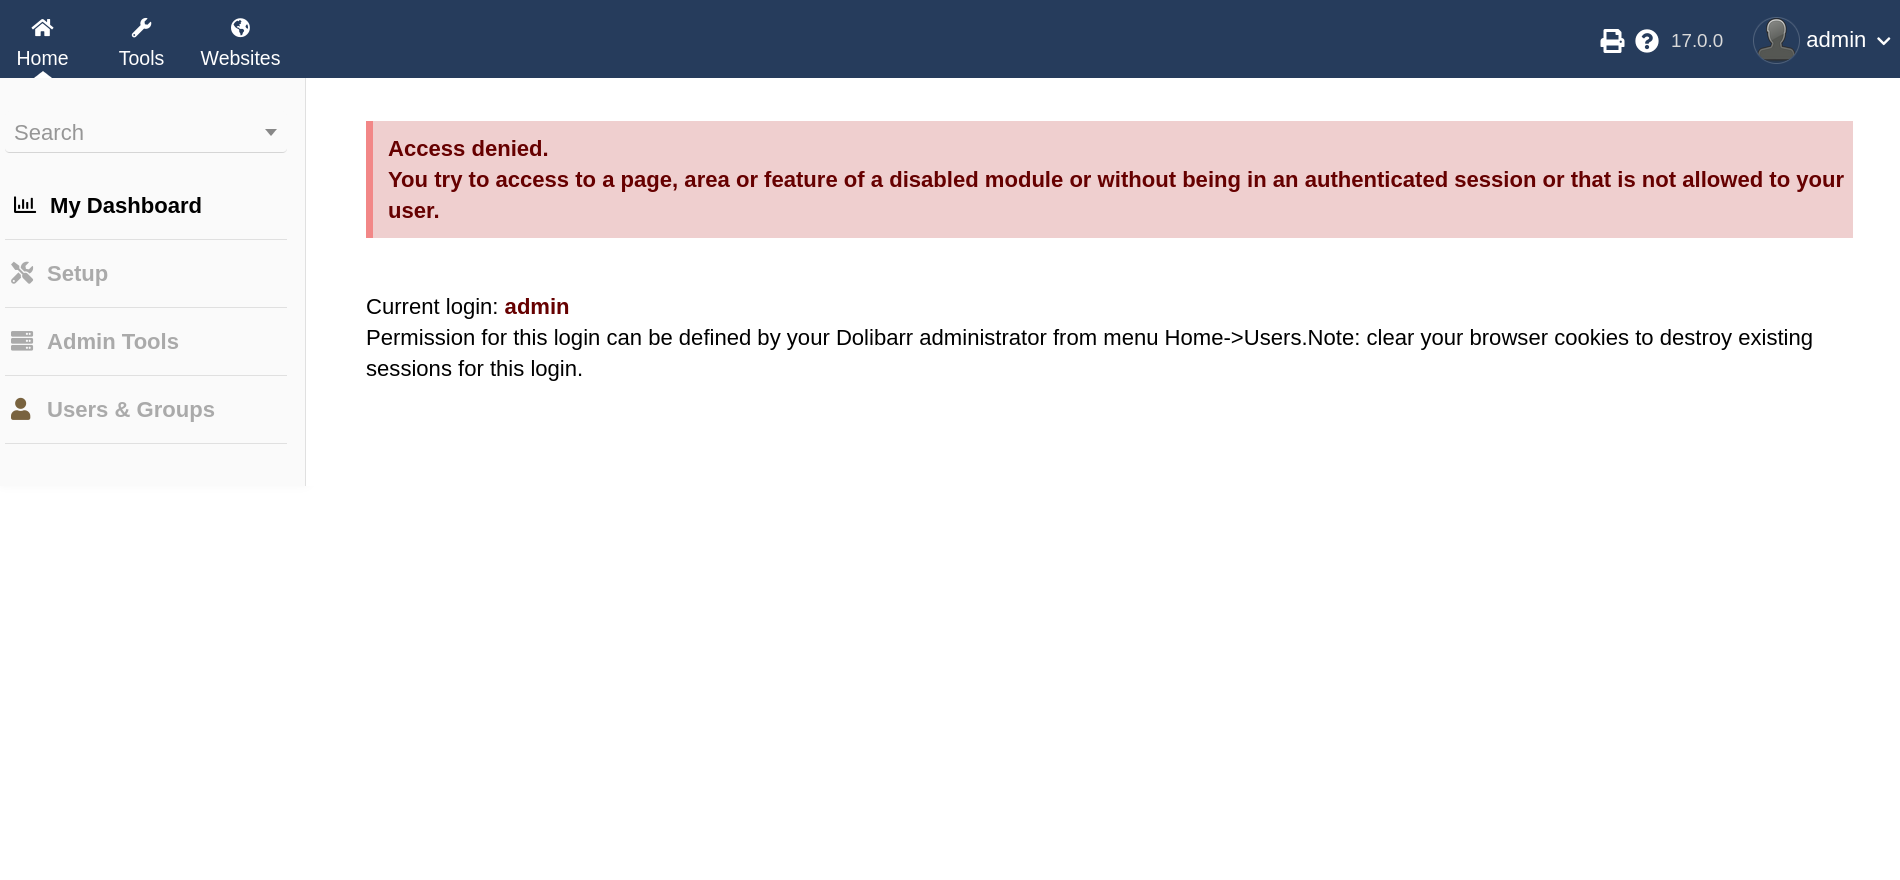 Home
Tools
Websites
17.0.0
admin
Search
My Dashboard
Setup
Admin Tools
Users & Groups
Access denied.
You try to access to a page, area or feature of a disabled module or without being in an authenticated session or that is not allowed to your
user.
Current login: admin
Permission for this login can be defined by your Dolibarr administrator from menu Home->Users.Note: clear your browser cookies to destroy existing
sessions for this login.